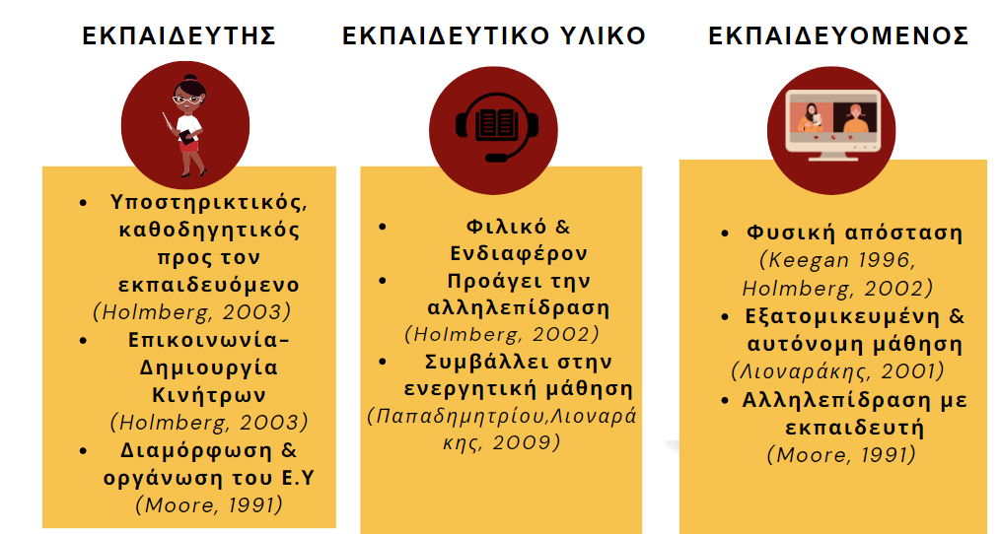 ΕΚΠΑΙΔΕΥΤΗΣ
• Υποστηρικτικός,
καθοδηγητικός
προς τον
εκπαιδευόμενο
(Holmberg, 2003)
• Επικοινωνία–
Δημιουργία
Κινήτρων
(Holmberg, 2003)
• Διαμόρφωση &
οργάνωση του Ε.Υ
(Moore, 1991)
ΕΚΠΑΙΔΕΥΤΙΚΟ ΥΛΙΚΟ
• Φιλικό &
Ενδιαφέρον
• Προάγει την
αλληλεπίδραση
(Holmberg, 2002)
• Συμβάλλει στην
ενεργητική μάθηση
(Παπαδημητρίου,Λιοναρά
κης, 2009)
ΕΚΠΑΙΔΕΥΟΜΕΝΟΣ
• Φυσική απόσταση
(Keegan 1996,
Holmberg, 2002)
• Εξατομικευμένη &
αυτόνομη μάθηση
(Λιοναράκης, 2001)
• Αλληλεπίδραση με
εκπαιδευτή
(Moore, 1991)